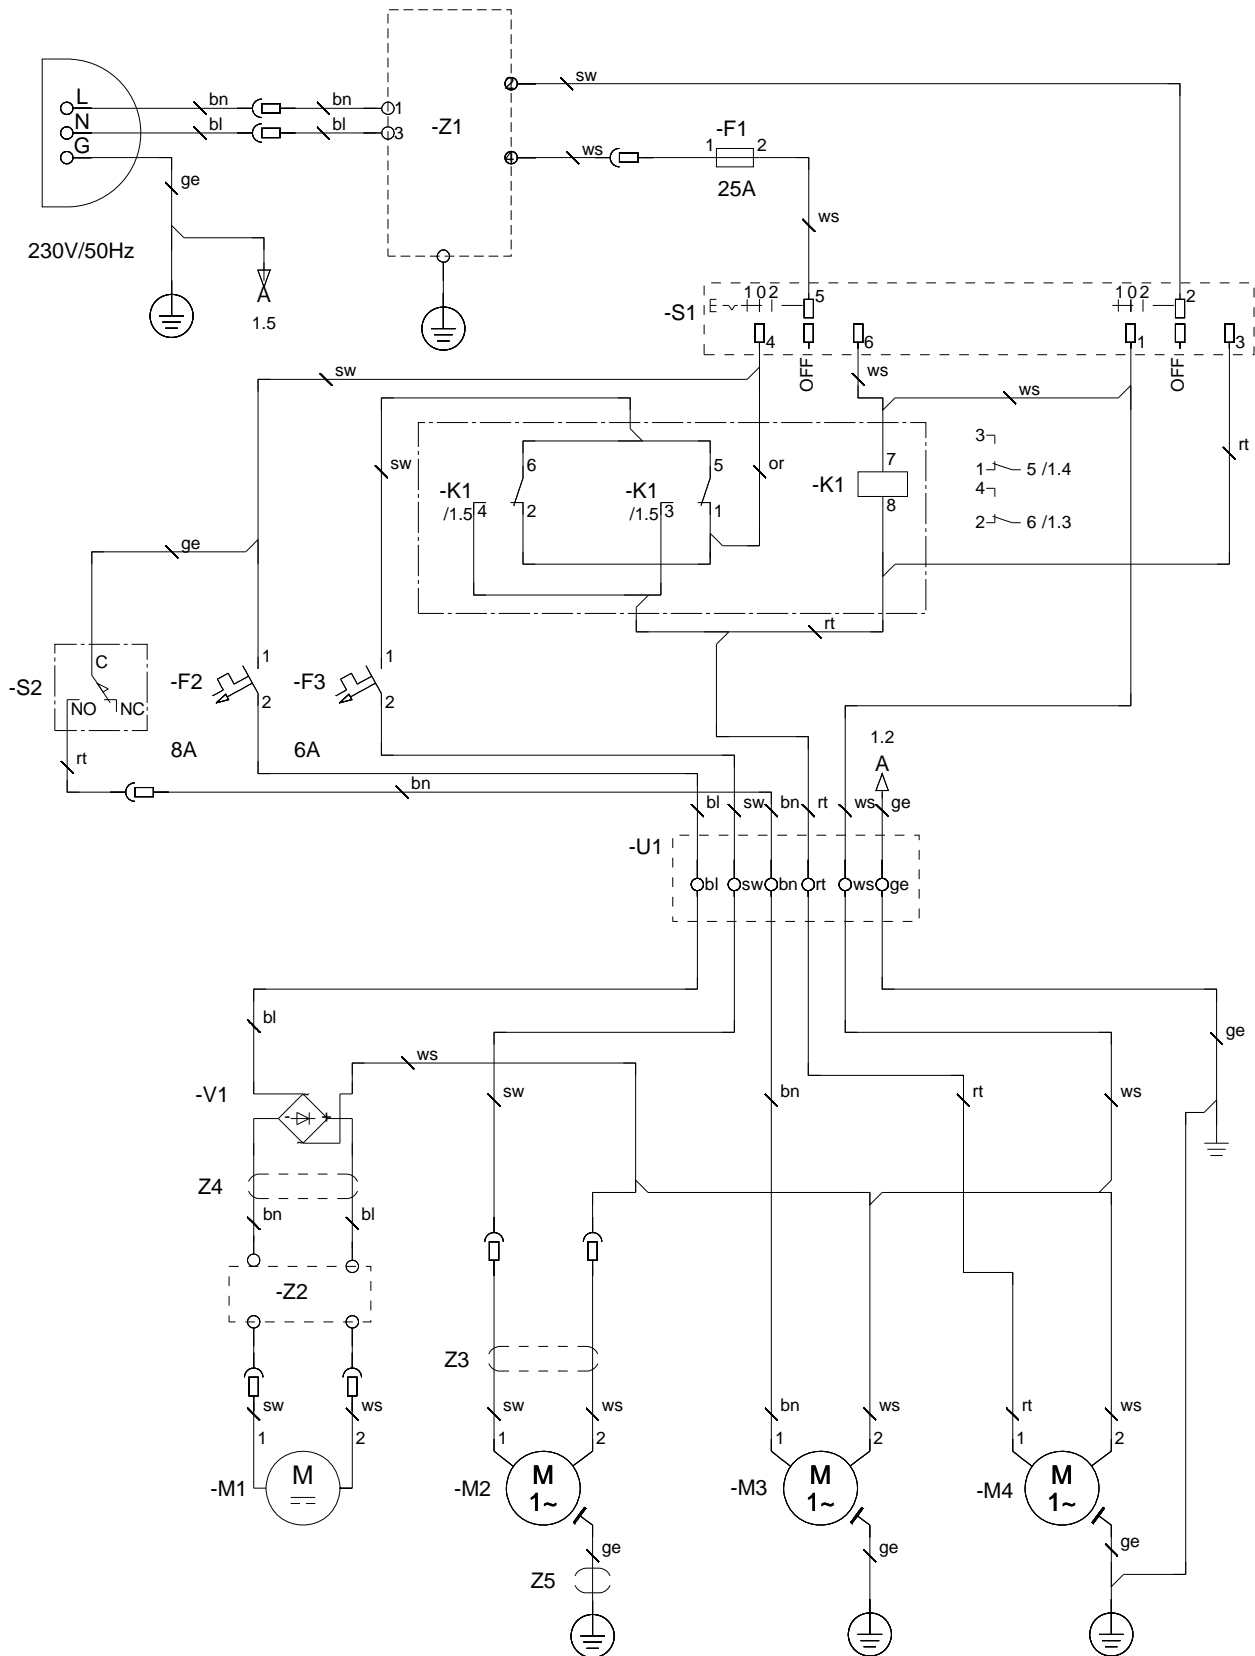 L bn bn 1
N bl bl 3
G
ge
230V/50Hz
A
1.5
-Z1
2 sw
4 ws
-F1
1 2
25A
ws
-S1
1 0 2 5
4 OFF 6
1 0 2 2
1 OFF 3
sw
ws
ws
rt
sw
or
6
-K1
/1.5 4 2
5
-K1
/1.5 3 1
7
-K1
8
3
1 5 /1.4
4
2 6 /1.3
ge
rt
C
-S2
NO NC
rt
1
-F2
2
8A
1
-F3
2
6A
bn
1.2
A
bl sw bn rt ws ge
-U1
bl sw bn rt ws ge
bl
ws
ge
-V1
- +
sw
bn
rt
ws
Z4
bn bl
-Z2
Z3
sw ws
1 2
-M1
M
sw ws
1 2
-M2
M
1~
ge
Z5
bn ws
1 2
-M3
M
1~
ge
rt ws
1 2
-M4
M
1~
ge